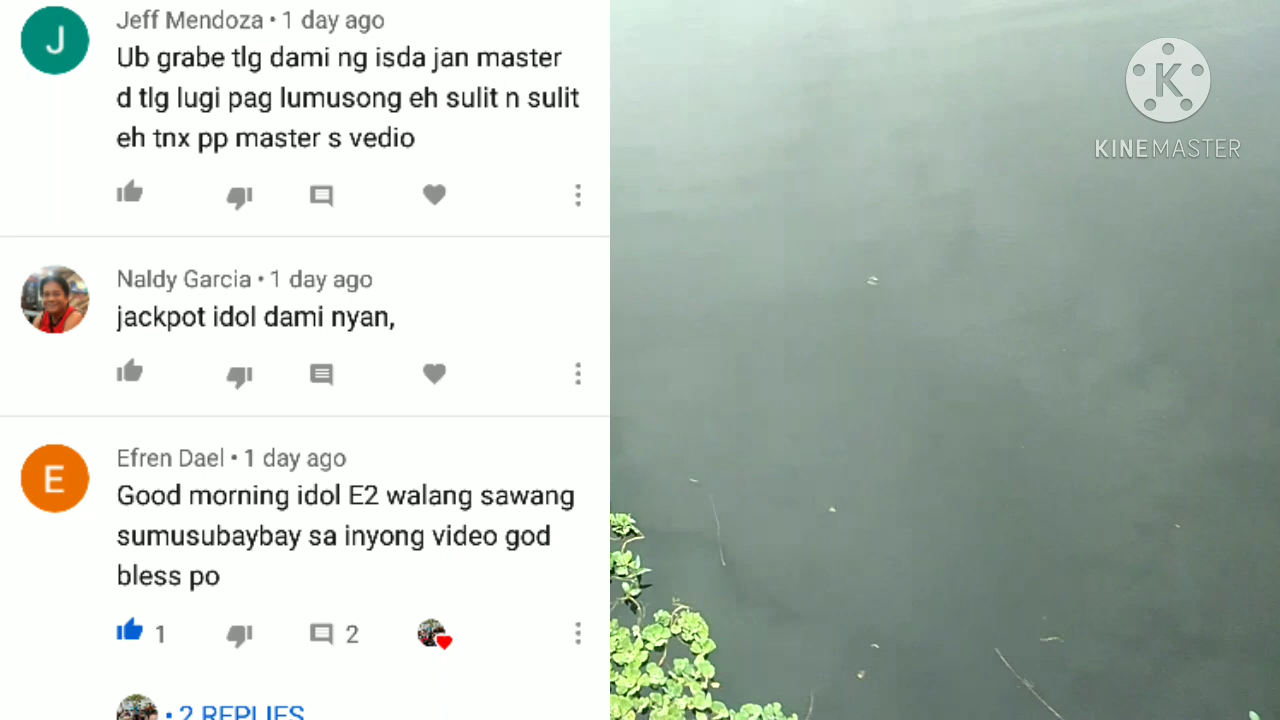 J
Jeff Mendoza • 1 day ago
Ub grabe tlg dami ng isda jan master
d tlg lugi pag lumusong eh sulit n sulit
eh tnx pp master s vedio
Naldy Garcia • 1 day ago
jackpot idol dami nyan,
E
Efren Dael • 1 day ago
Good morning idol E2 walang sawang
sumusubaybay sa inyong video god
bless po
1
2
• 2 REPLIES
K
KINEMASTER